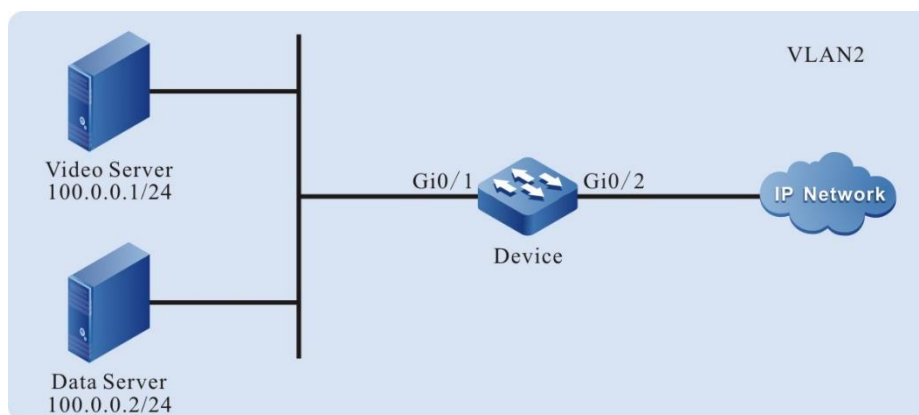 VLAN2
Video Server
100.0.0.1/24
Gi0/1
Gi0/2
IP Network
Device
Data Server
100.0.0.2/24